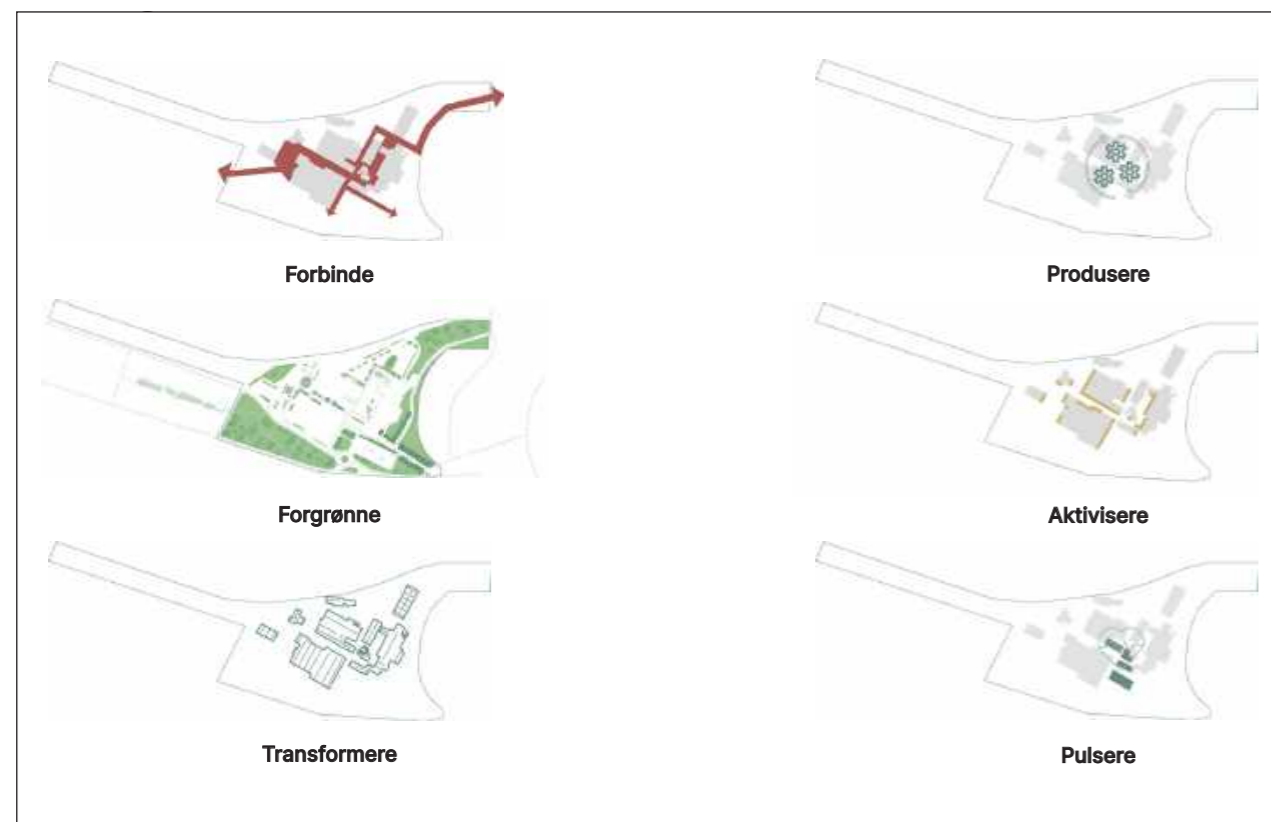 Forbinde
Produsere
Forgrønne
Aktivisere
Transformere
Pulsere